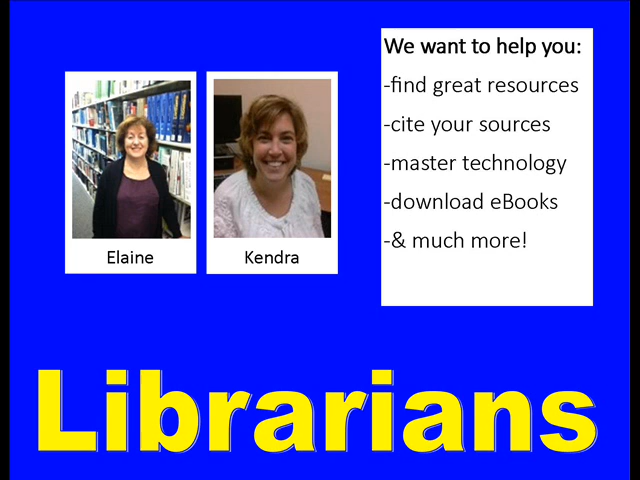 We want to help you:
-find great resources
-cite your sources
-master technology
-download eBooks
-& much more!
Elaine
Kendra
Librarians